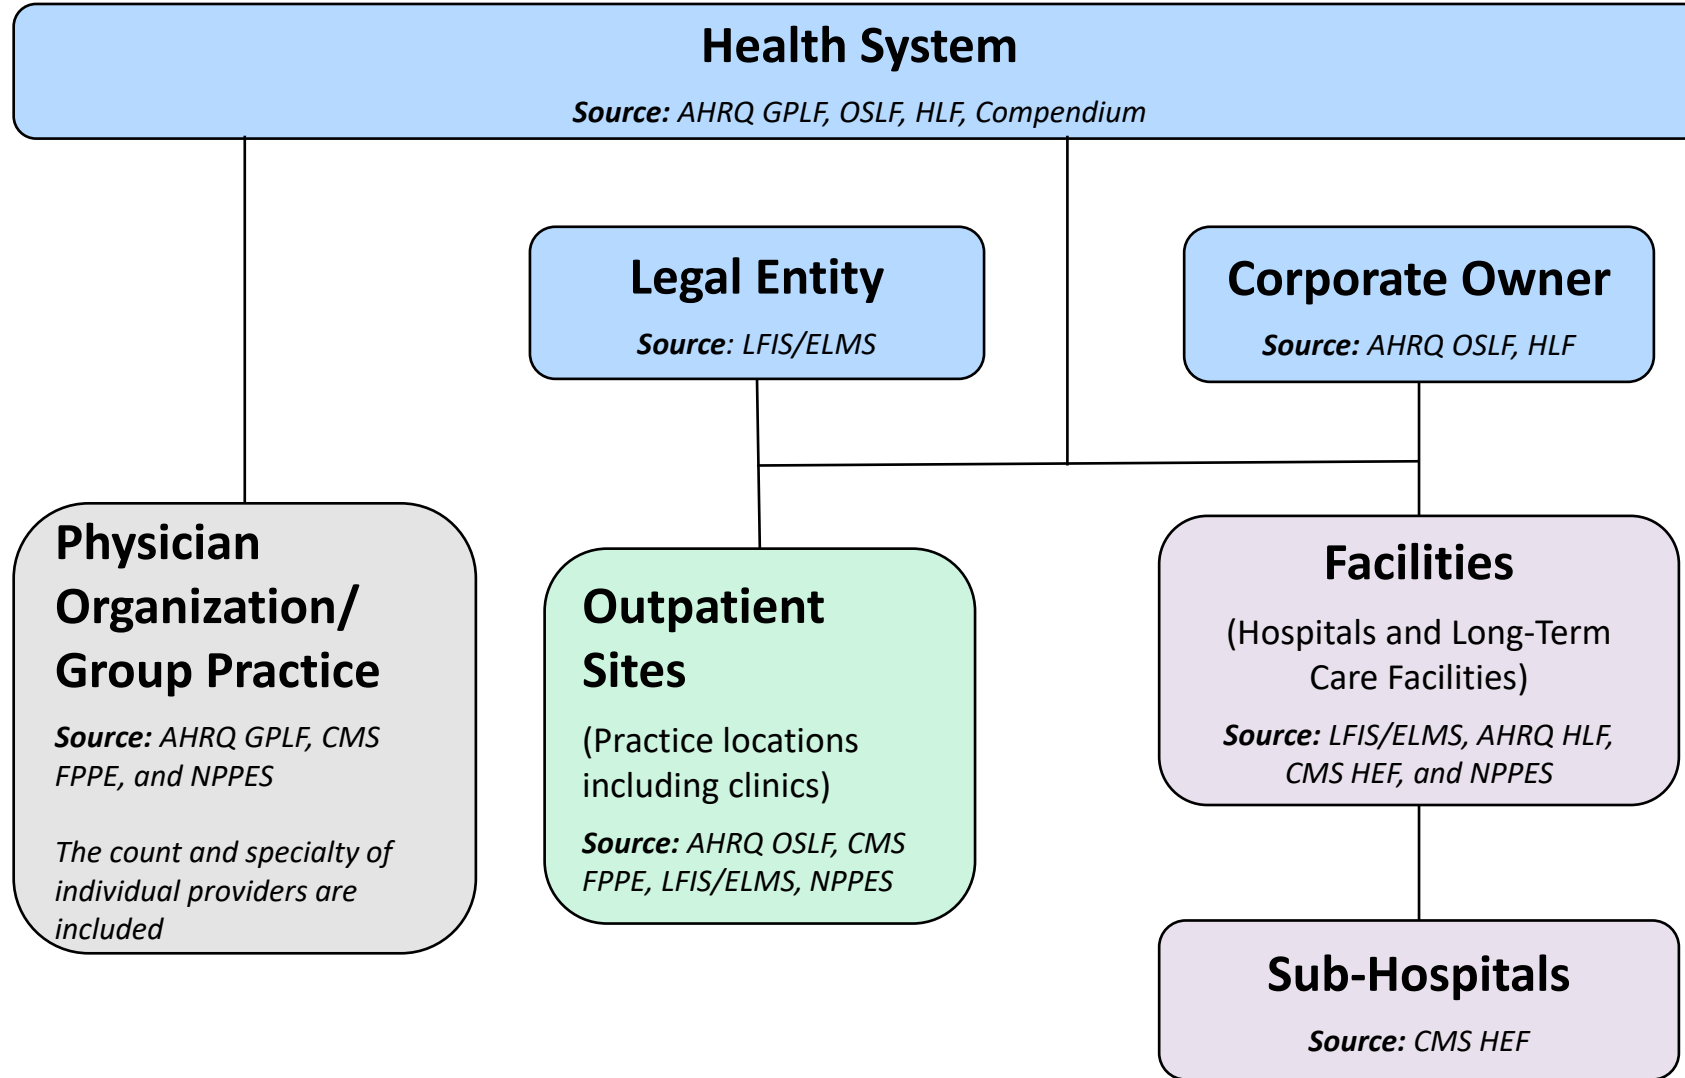 Health System
Source: AHRQ GPLF, OSLF, HLF, Compendium
Legal Entity
Source: LFIS/ELMS
Corporate Owner
Source: AHRQ OSLF, HLF
Physician
Organization/
Group Practice
Source: AHRQ GPLF, CMS
FPPE, and NPPES
The count and specialty of
individual providers are
included
Outpatient
Sites
(Practice locations
including clinics)
Source: AHRQ OSLF, CMS
FPPE, LFIS/ELMS, NPPES
Facilities
(Hospitals and Long-Term
Care Facilities)
Source: LFIS/ELMS, AHRQ HLF,
CMS HEF, and NPPES
Sub-Hospitals
Source: CMS HEF